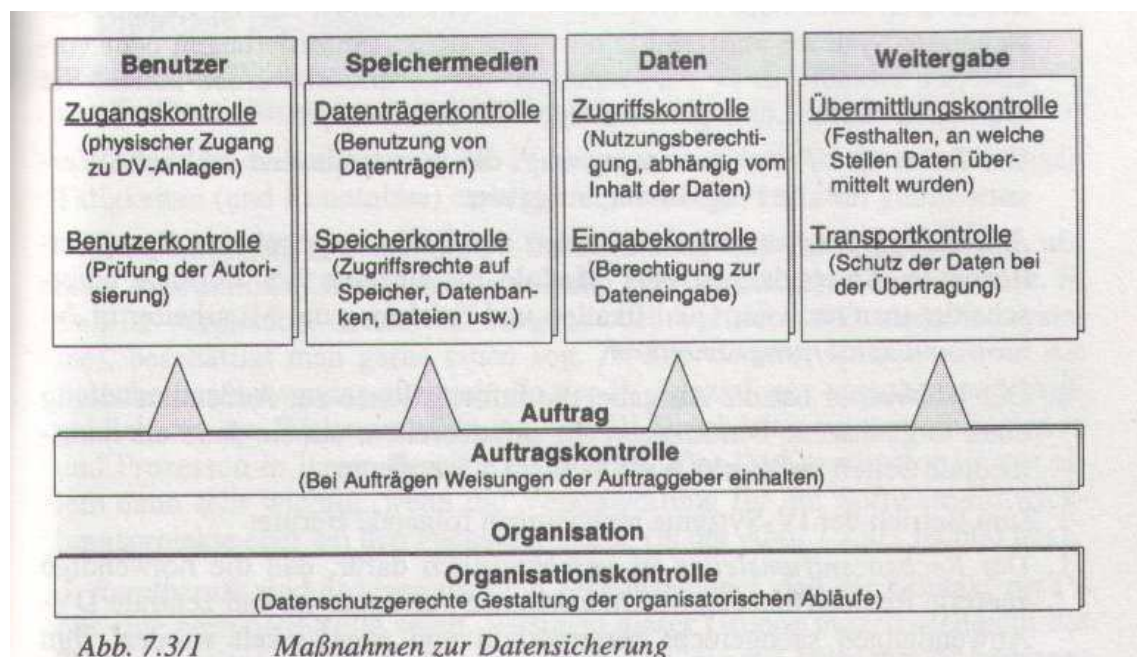 Benutzer
Zugangskontrolle
(physischer Zugang
zu DV-Anlagen)
Benutzerkontrolle
(Prüfung der Autori-
sierung)
Speichermedien
Datenträgerkontrolle
(Benutzung von
Datenträgern)
Speicherkontrolle
(Zugriffsrechte auf
Speicher, Datenban-
ken, Dateien usw.)
Daten
Zugriffskontrolle
(Nutzungsberechti-
gung, abhängig vom
Inhalt der Daten)
Eingabekontrolle
(Berechtigung zur
Dateneingabe)
Weitergabe
Übermittlungskontrolle
(Festhalten, an welche
Stellen Daten über-
mittelt wurden)
Transportkontrolle
(Schutz der Daten bei
der Übertragung)
Auftrag
Auftragskontrolle
(Bei Aufträgen Weisungen der Auftraggeber einhalten)
Organisation
Organisationskontrolle
(Datenschutzgerechte Gestaltung der organisatorischen Abläufe)
Abb. 7.3/1 Maßnahmen zur Datensicherung